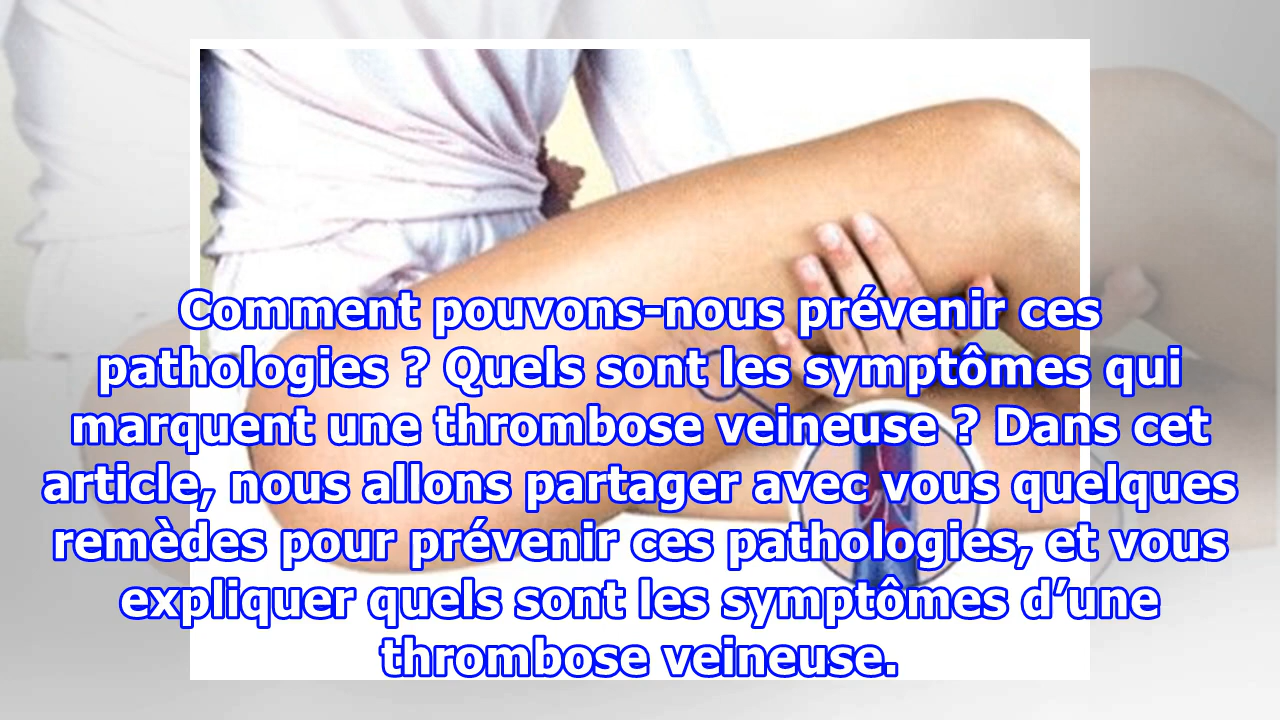 Comment pouvons-nous prévenir ces
pathologies ? Quels sont les symptômes qui
marquent une thrombose veineuse ? Dans cet
article, nous allons partager avec vous quelques
remèdes pour prévenir ces pathologies, et vous
expliquer quels sont les symptômes d’une
thrombose veineuse.